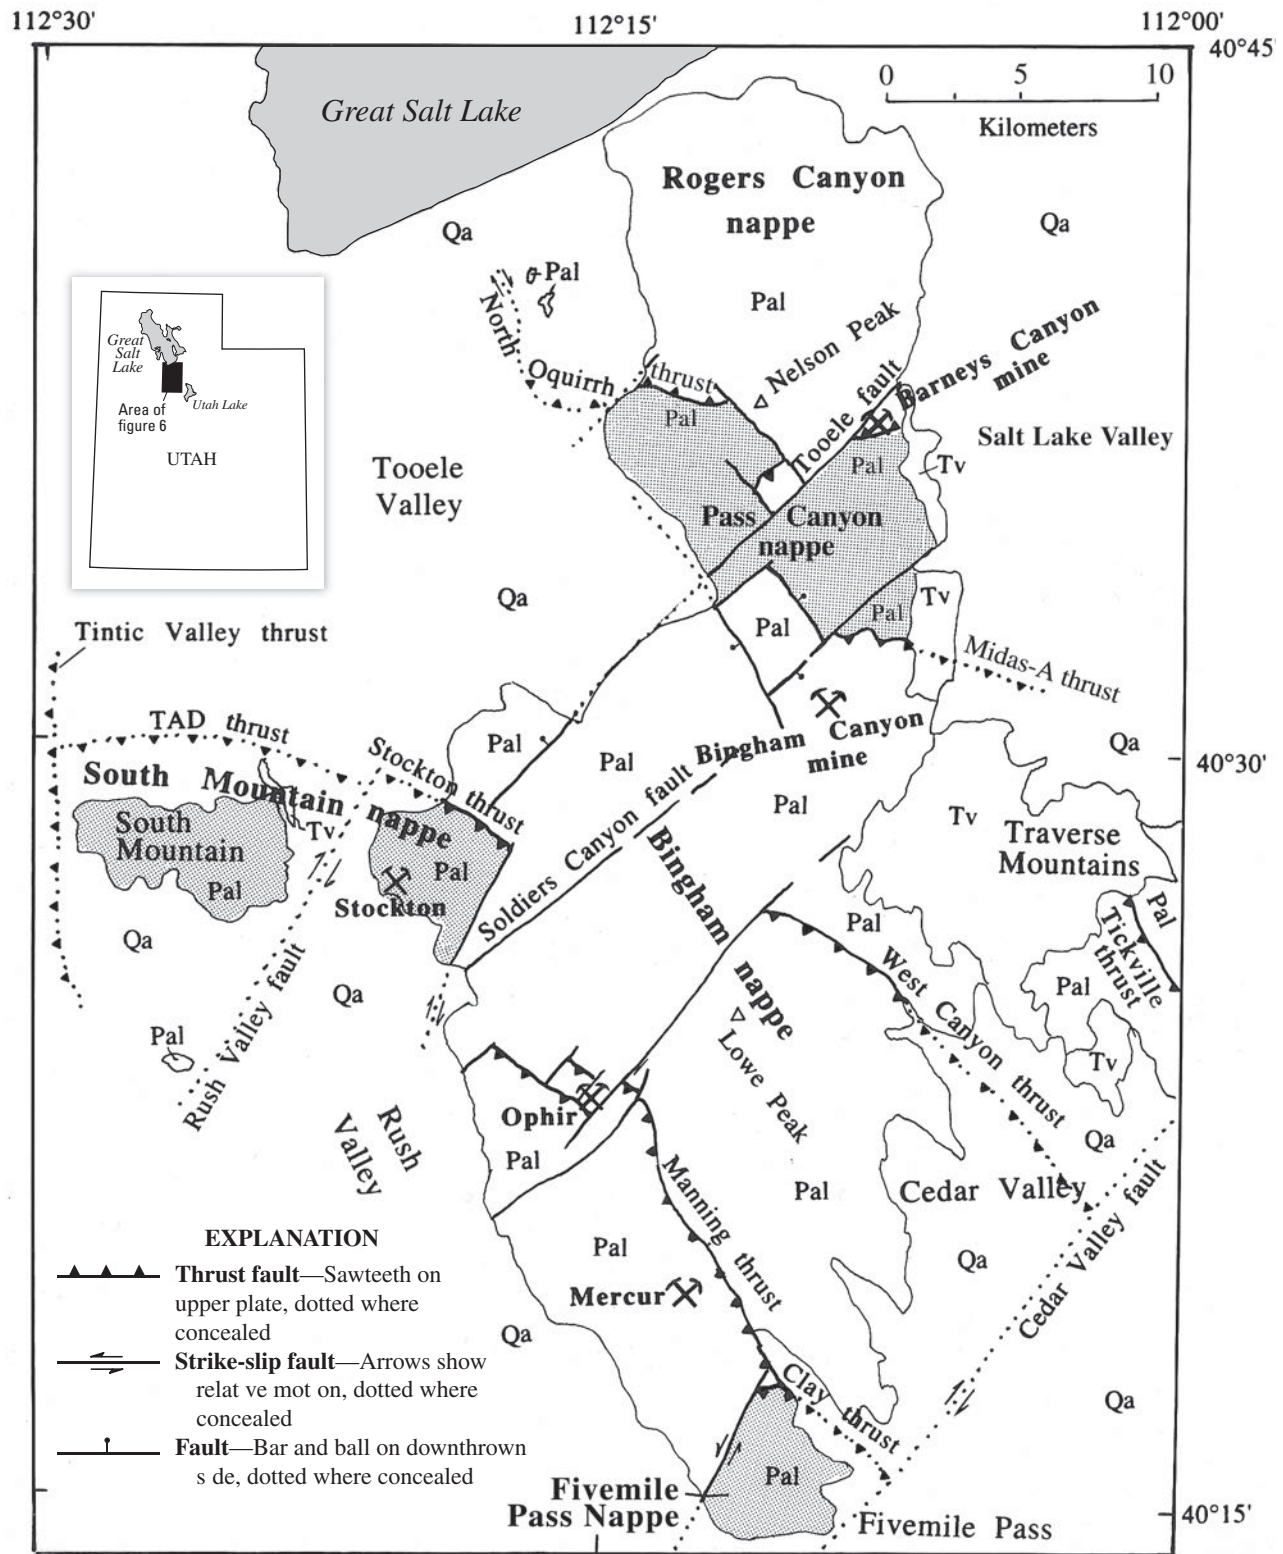 112°30'
112°15'
112°00'
40°45'
0 5 10
Kilometers
Great Salt Lake
Rogers Canyon
nappe
Qa
Qa
Pal
Pal
North
Oquirrh
thrust
Nelson Peak
Barneys Canyon
mine
Tooele fault
Great
Salt
Lake
Utah Lake
Area of
figure 6
UTAH
Pal
Pal
Salt Lake Valley
Tv
Tooele
Valley
Pass Canyon
nappe
Qa
Tv
Pal
Pal
Tintic Valley thrust
Midas-A thrust
TAD thrust
Stockton thrust
Pal
Pal
Bingham Canyon
mine
Qa
40°30'
South Mountain nappe
South
Mountain
Pal
Tv
Pal
Stockton
Soldiers Canyon fault
Pal
Tv
Traverse
Mountains
Bingham
nappe
Pal
Pal
Tickville
thrust
Pal
Tv
Qa
Qa
Pal
Rush Valley fault
West Canyon thrust
Lowe Peak
Ophir
Pal
Rush
Valley
Qa
Manning thrust
Pal
Cedar Valley
Cedar Valley fault
Qa
Pal
Mercur
Qa
Qa
Clay thrust
Pal
Fivemile
Pass Nappe
Fivemile Pass
40°15'
EXPLANATION
Thrust fault—Sawteeth on
upper plate, dotted where
concealed
Strike-slip fault—Arrows show
relat ve mot on, dotted where
concealed
Fault—Bar and ball on downthrown
s de, dotted where concealed